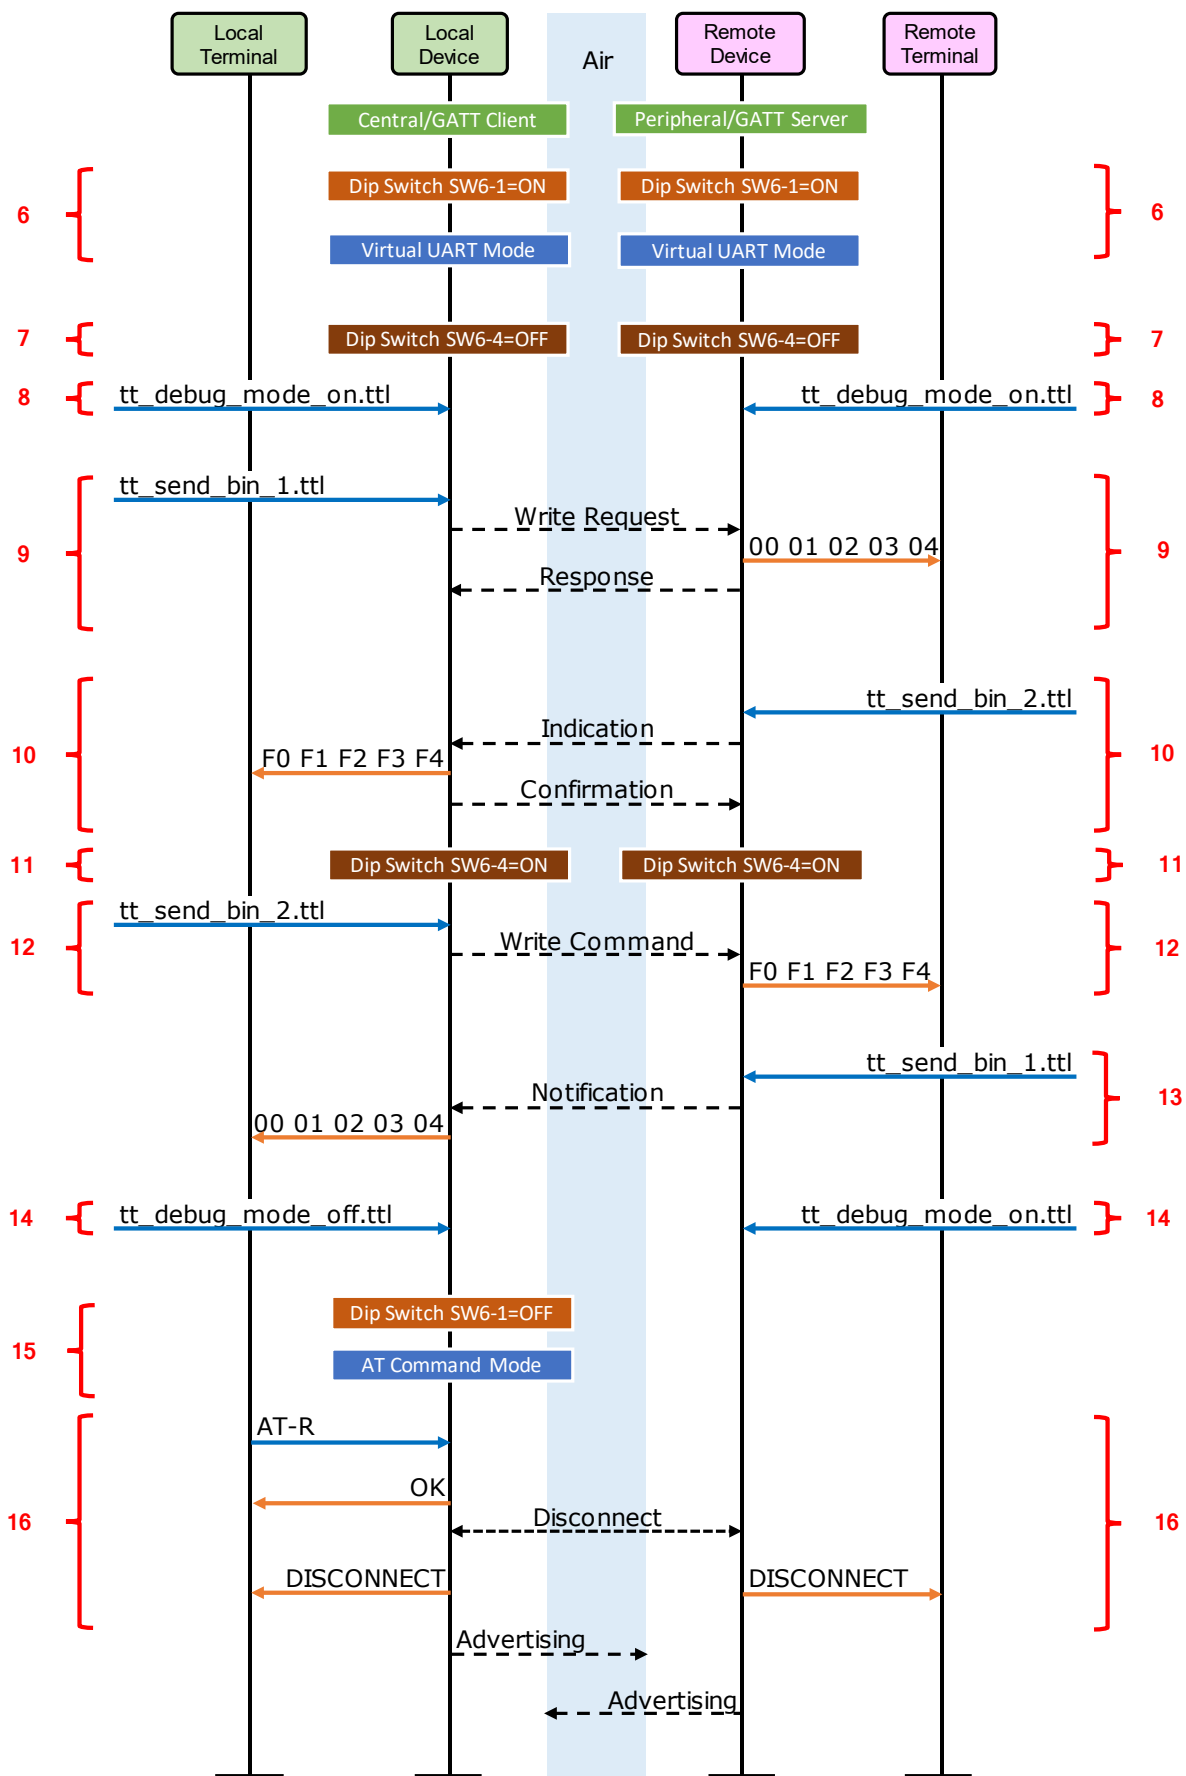 Local
Terminal
Local
Device
Air
Remote
Device
Remote
Terminal
Central/GATT Client
Peripheral/GATT Server
6
Dip Switch SW6-1=ON
Dip Switch SW6-1=ON
6
Virtual UART Mode
Virtual UART Mode
7
Dip Switch SW6-4=OFF
Dip Switch SW6-4=OFF
7
8
tt_debug_mode_on.ttl
tt_debug_mode_on.ttl
8
tt_send_bin_1.ttl
Write Request
9
00 01 02 03 04
9
Response
tt_send_bin_2.ttl
Indication
10
F0 F1 F2 F3 F4
10
Confirmation
11
Dip Switch SW6-4=ON
Dip Switch SW6-4=ON
11
tt_send_bin_2.ttl
12
Write Command
12
F0 F1 F2 F3 F4
tt_send_bin_1.ttl
Notification
13
00 01 02 03 04
14
tt_debug_mode_off.ttl
tt_debug_mode_on.ttl
14
Dip Switch SW6-1=OFF
15
AT Command Mode
AT-R
OK
16
Disconnect
16
DISCONNECT
DISCONNECT
Advertising
Advertising